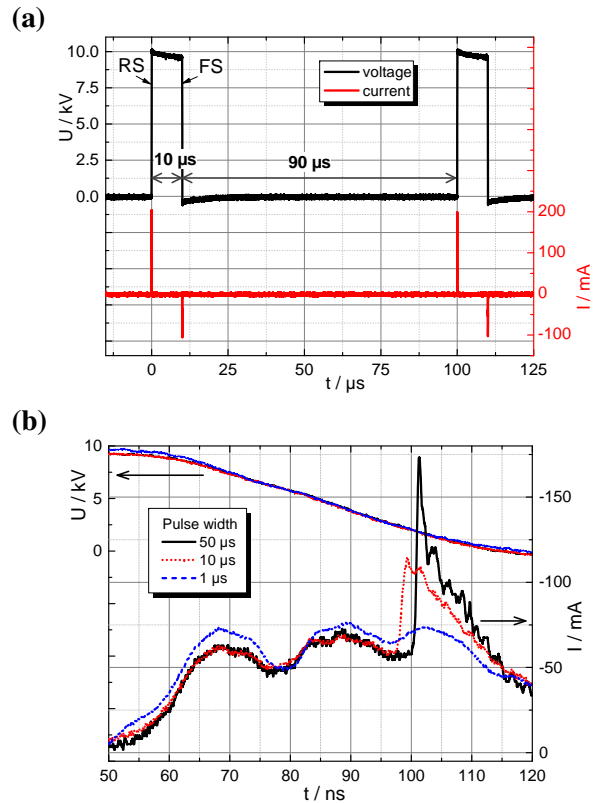 (a)
10.0
7.5
5.0
2.5
0.0
U / kV
RS
FS
voltage
current
10 µs
90 µs
200
100
0
-100
I / mA
0
25
50
75
100
125
t / µs
(b)
10
5
0
U / kV
Pulse width
50 µs
10 µs
1 µs
-150
-100
-50
0
I / mA
50
60
70
80
90
100
110
120
t / ns